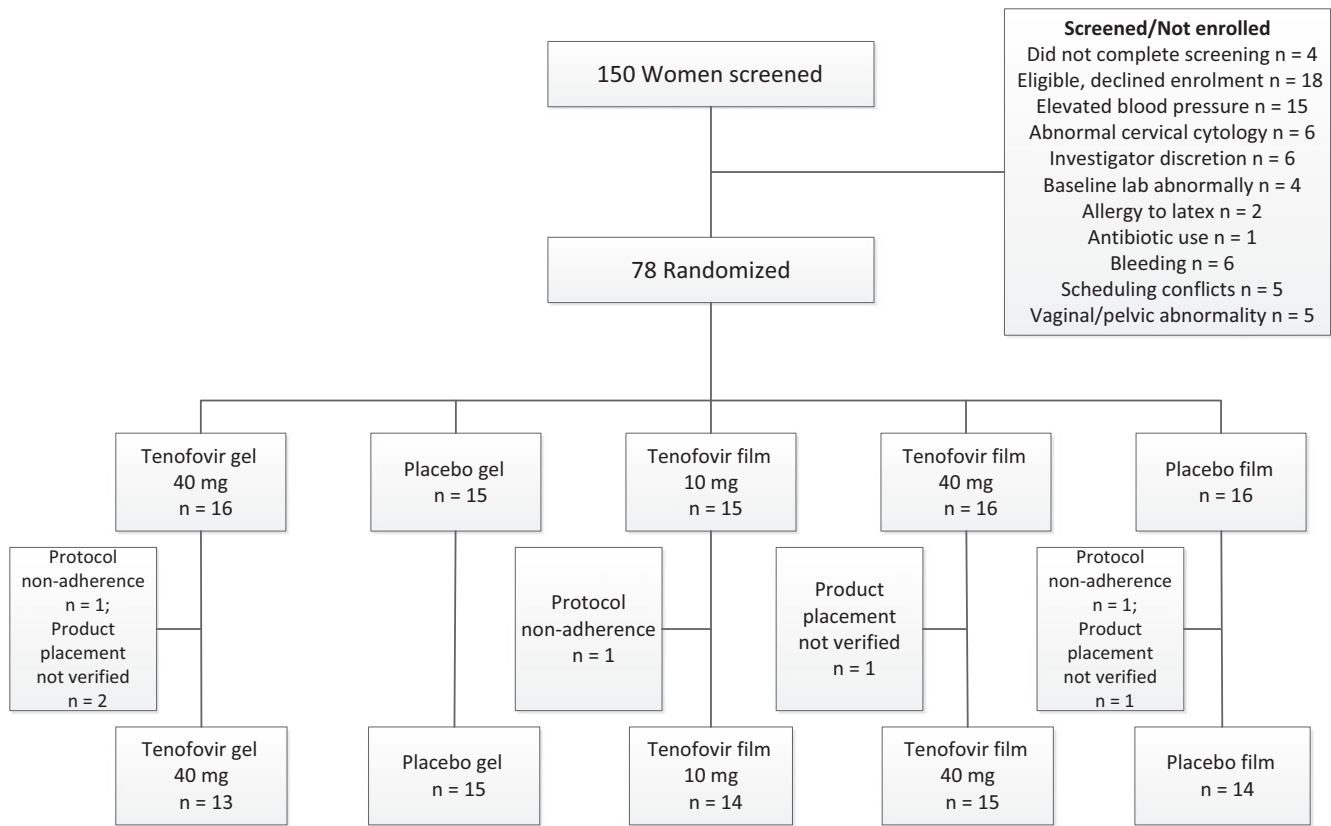 150 Women screened
Screened/Not enrolled
Did not complete screening n = 4
Eligible, declined enrolment n = 18
Elevated blood pressure n = 15
Abnormal cervical cytology n = 6
Investigator discretion n = 6
Baseline lab abnormally n = 4
Allergy to latex n = 2
Antibiotic use n = 1
Bleeding n = 6
Scheduling conflicts n = 5
Vaginal/pelvic abnormality n = 5
78 Randomized
Tenofovir gel
40 mg
n = 16
Placebo gel
n = 15
Tenofovir film
10 mg
n = 15
Tenofovir film
40 mg
n = 16
Placebo film
n = 16
Protocol
non-adherence
n = 1;
Product
placement
not verified
n = 2
Protocol
non-adherence
n = 1
Product
placement
not verified
n = 1
Protocol
non-adherence
n = 1;
Product
placement
not verified
n = 1
Tenofovir gel
40 mg
n = 13
Placebo gel
n = 15
Tenofovir film
10 mg
n = 14
Tenofovir film
40 mg
n = 15
Placebo film
n = 14